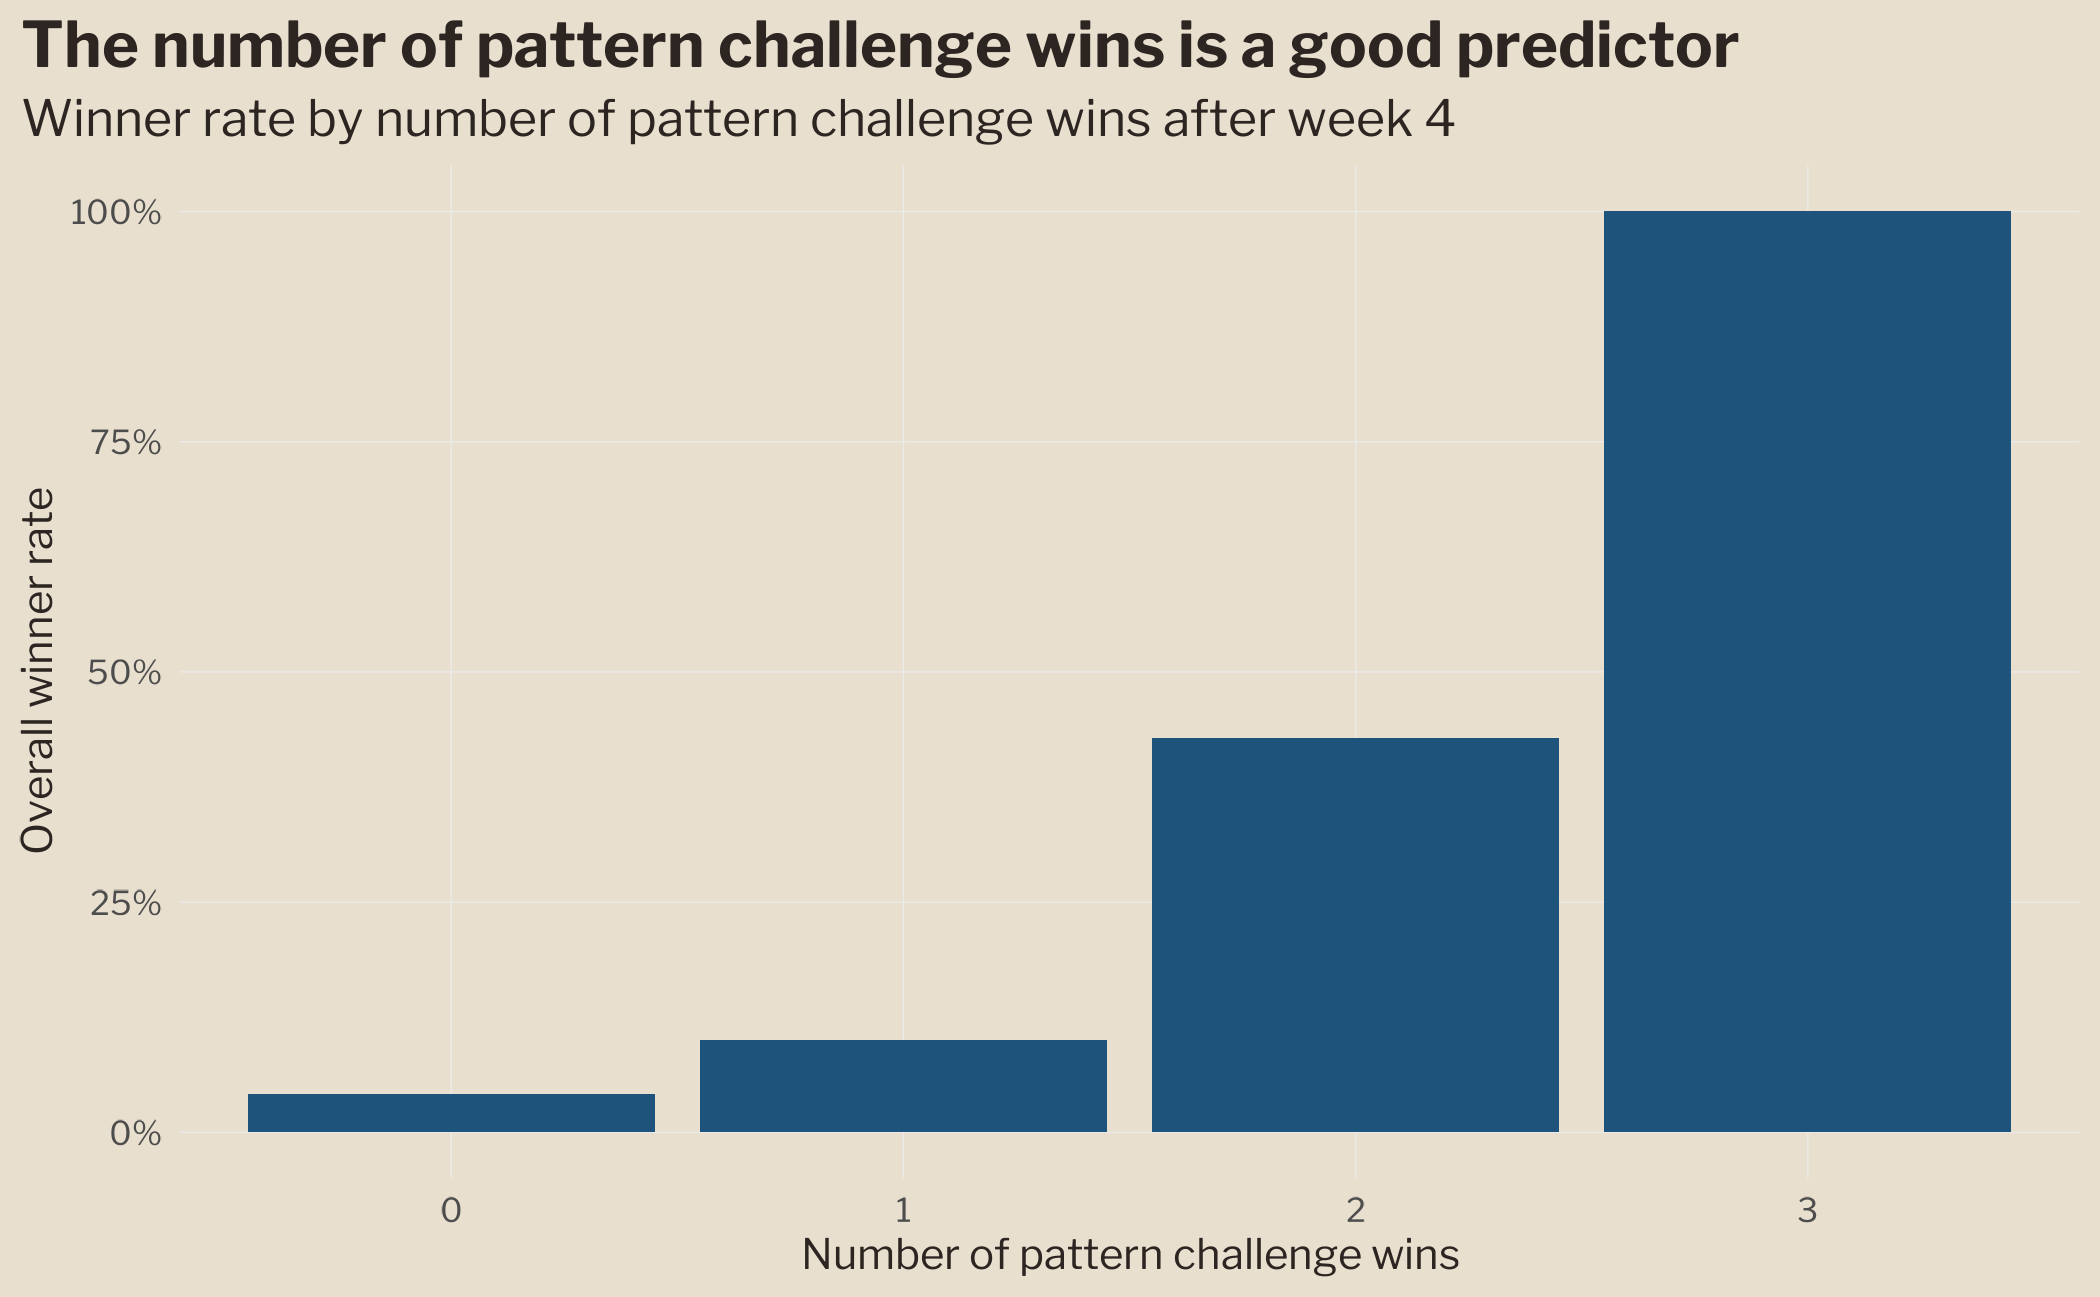 The number of pattern challenge wins is a good predictor
Winner rate by number of pattern challenge wins after week 4
Overall winner rate
100%
75%
50%
25%
0%
0
1
2
3
Number of pattern challenge wins